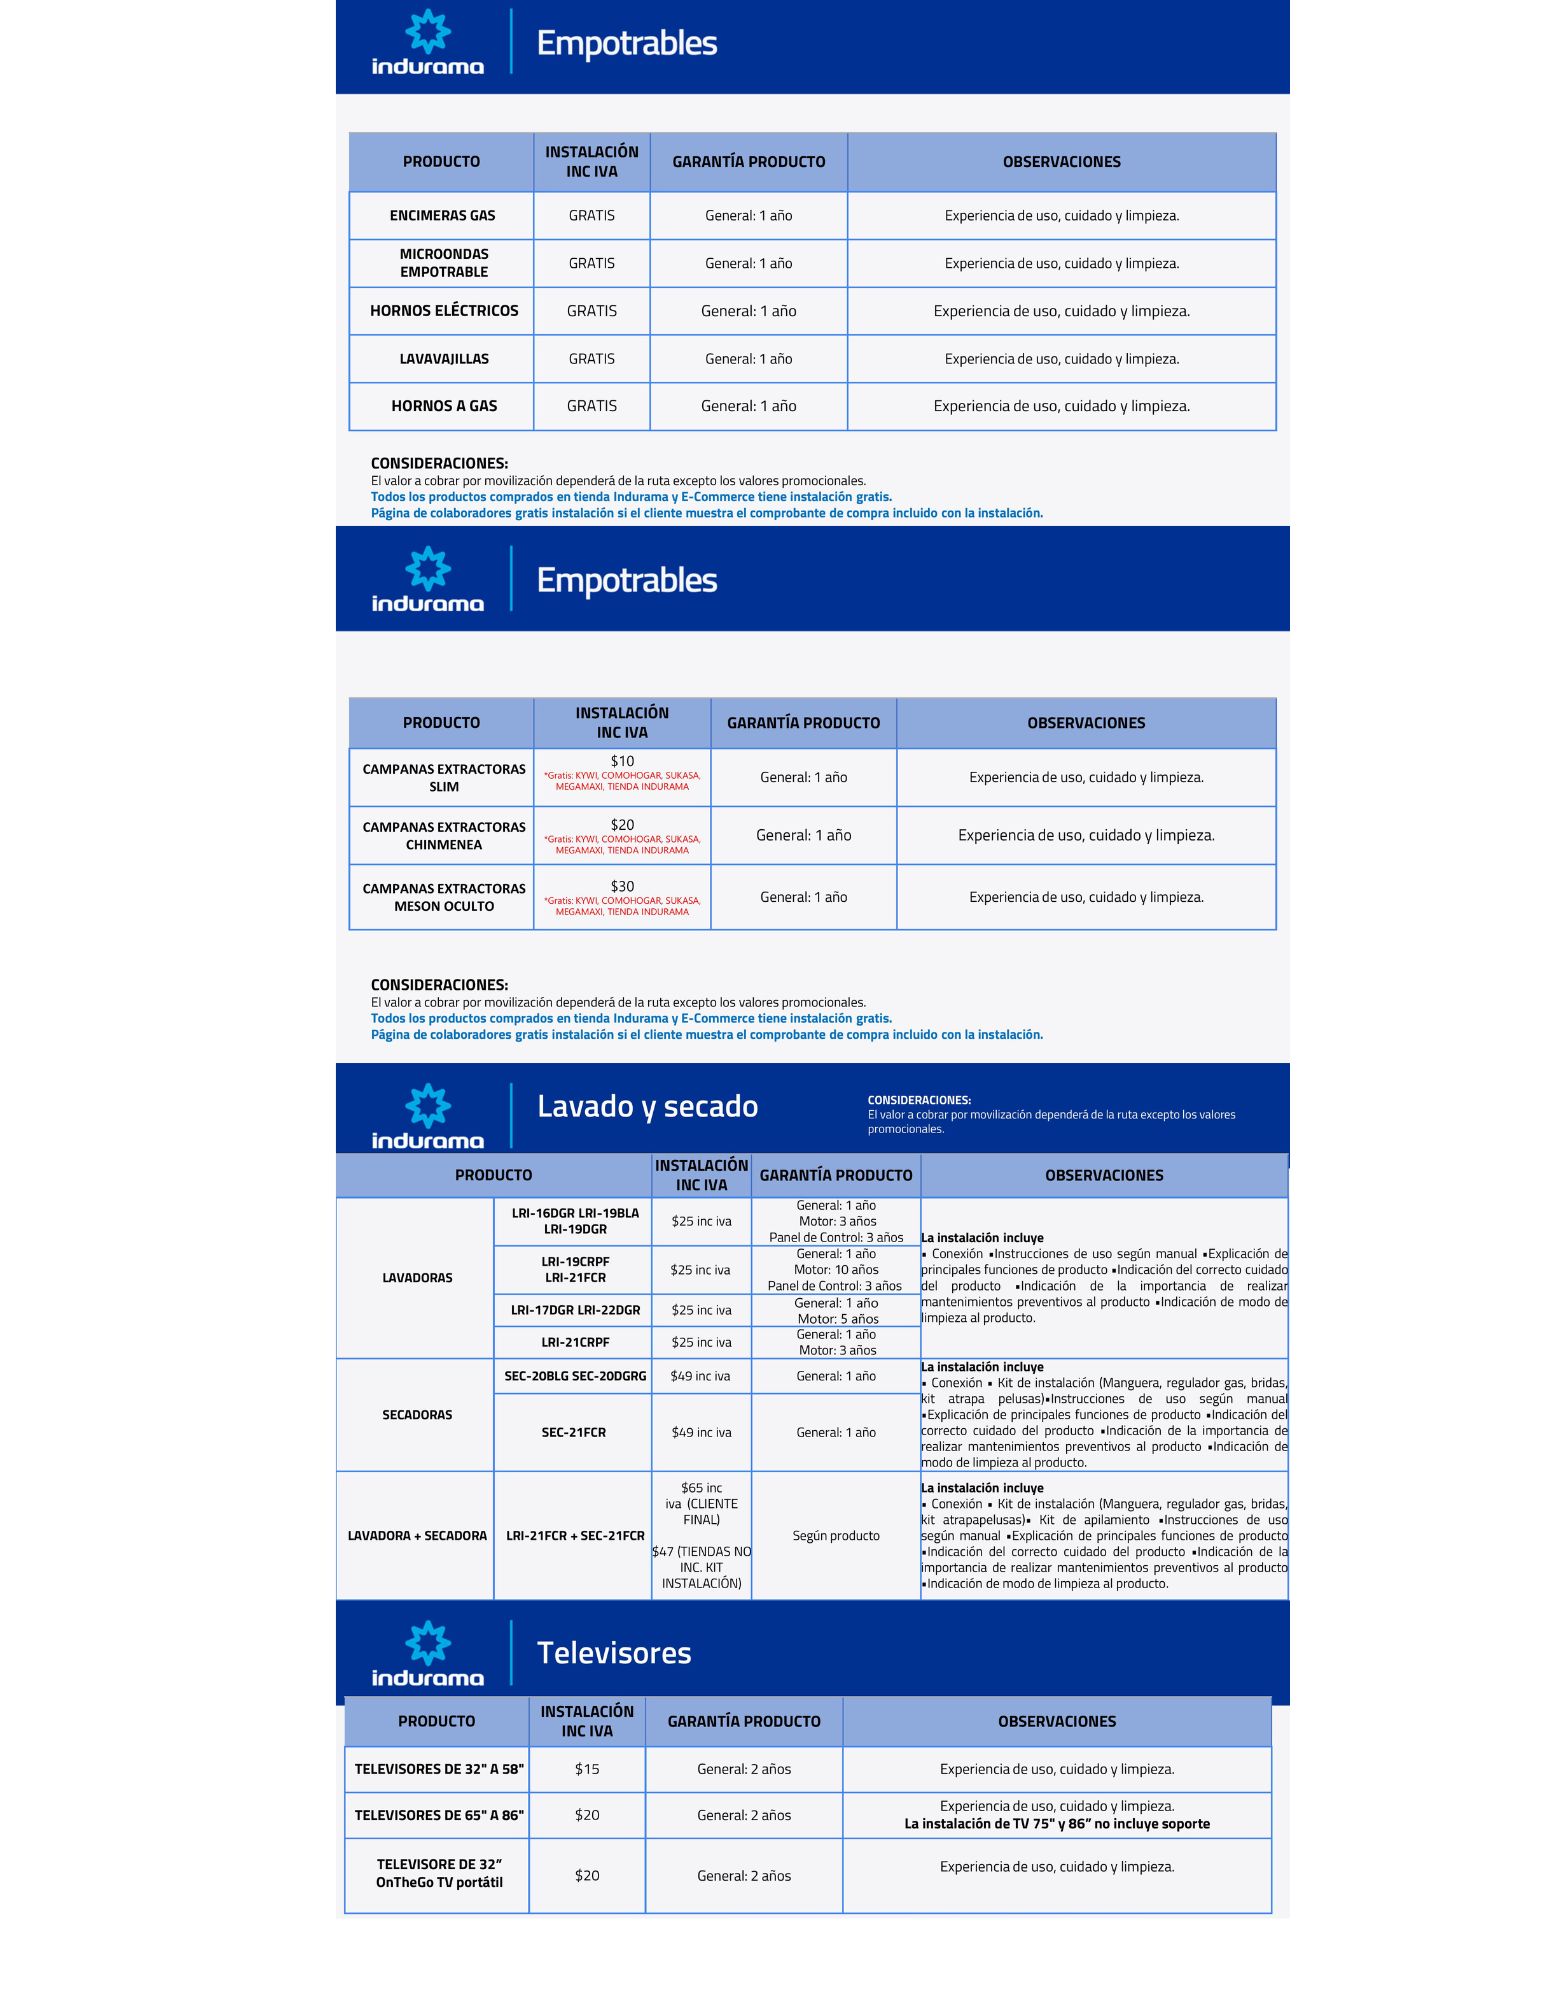 indurama
Empotrables
PRODUCTO
INSTALACIÓN
INC IVA
GARANTÍA PRODUCTO
OBSERVACIONES
ENCIMERAS GAS
GRATIS
General: 1 año
Experiencia de uso, cuidado y limpieza.
MICROONDAS
EMPOTRABLE
GRATIS
General: 1 año
Experiencia de uso, cuidado y limpieza.
HORNOS ELÉCTRICOS
GRATIS
General: 1 año
Experiencia de uso, cuidado y limpieza.
LAVAVAJILLAS
GRATIS
General: 1 año
Experiencia de uso, cuidado y limpieza.
HORNOS A GAS
GRATIS
General: 1 año
Experiencia de uso, cuidado y limpieza.
CONSIDERACIONES:
El valor a cobrar por movilización dependerá de la ruta excepto los valores promocionales.
Todos los productos comprados en tienda Indurama y E-Commerce tiene instalación gratis.
Página de colaboradores gratis instalación si el cliente muestra el comprobante de compra incluido con la instalación.
indurama
Empotrables
PRODUCTO
INSTALACIÓN
INC IVA
GARANTÍA PRODUCTO
OBSERVACIONES
CAMPANAS EXTRACTORAS
SLIM
$10
*Gratis: KYWI, COMOHOGAR, SUKASA,
MEGAMAXI, TIENDA INDURAMA
General: 1 año
Experiencia de uso, cuidado y limpieza.
CAMPANAS EXTRACTORAS
CHINMENEA
$20
*Gratis: KYWI, COMOHOGAR, SUKASA,
MEGAMAXI, TIENDA INDURAMA
General: 1 año
Experiencia de uso, cuidado y limpieza.
CAMPANAS EXTRACTORAS
MESON OCULTO
$30
*Gratis: KYWI, COMOHOGAR, SUKASA,
MEGAMAXI, TIENDA INDURAMA
General: 1 año
Experiencia de uso, cuidado y limpieza.
CONSIDERACIONES:
El valor a cobrar por movilización dependerá de la ruta excepto los valores promocionales.
Todos los productos comprados en tienda Indurama y E-Commerce tiene instalación gratis.
Página de colaboradores gratis instalación si el cliente muestra el comprobante de compra incluido con la instalación.
indurama
Lavado y secado
CONSIDERACIONES:
El valor a cobrar por movilización dependerá de la ruta excepto los valores
promocionales.
PRODUCTO
INSTALACIÓN
INC IVA
GARANTÍA PRODUCTO
OBSERVACIONES
LAVADORAS
LRI-16DGR LRI-19BLA
LRI-19DGR
$25 inc iva
General: 1 año
Motor: 3 años
Panel de Control: 3 años
LRI-19CRPF
LRI-21FCR
$25 inc iva
General: 1 año
Motor: 10 años
Panel de Control: 3 años
LRI-17DGR LRI-22DGR
$25 inc iva
General: 1 año
Motor: 5 años
LRI-21CRPF
$25 inc iva
General: 1 año
Motor: 3 años
La instalación incluye
▪ Conexión ▪Instrucciones de uso según manual ▪Explicación de
principales funciones de producto ▪Indicación del correcto cuidado
del producto ▪Indicación de la importancia de realizar
mantenimientos preventivos al producto ▪Indicación de modo de
limpieza al producto.
SECADORAS
SEC-20BLG SEC-20DGRG
$49 inc iva
General: 1 año
SEC-21FCR
$49 inc iva
General: 1 año
La instalación incluye
▪ Conexión ▪ Kit de instalación (Manguera, regulador gas, bridas,
kit atrapa pelusas)▪Instrucciones de uso según manual
▪Explicación de principales funciones de producto ▪Indicación del
correcto cuidado del producto ▪Indicación de la importancia de
realizar mantenimientos preventivos al producto ▪Indicación de
modo de limpieza al producto.
LAVADORA + SECADORA
LRI-21FCR + SEC-21FCR
$65 inc
iva (CLIENTE
FINAL)
$47 (TIENDAS NO
INC. KIT
INSTALACIÓN)
Según producto
La instalación incluye
▪ Conexión ▪ Kit de instalación (Manguera, regulador gas, bridas,
kit atrapapelusas)▪ Kit de apilamiento ▪Instrucciones de uso
según manual ▪Explicación de principales funciones de producto
▪Indicación del correcto cuidado del producto ▪Indicación de la
importancia de realizar mantenimientos preventivos al producto
▪Indicación de modo de limpieza al producto.
indurama
Televisores
PRODUCTO
INSTALACIÓN
INC IVA
GARANTÍA PRODUCTO
OBSERVACIONES
TELEVISORES DE 32" A 58"
$15
General: 2 años
Experiencia de uso, cuidado y limpieza.
TELEVISORES DE 65" A 86"
$20
General: 2 años
Experiencia de uso, cuidado y limpieza.
La instalación de TV 75" y 86” no incluye soporte
TELEVISORE DE 32”
OnTheGo TV portátil
$20
General: 2 años
Experiencia de uso, cuidado y limpieza.